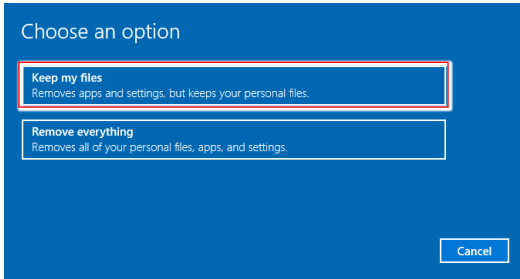 Choose an option
Keep my files
Removes apps and settings, but keeps your personal files.
Remove everything
Removes all of your personal files, apps, and settings.
Cancel